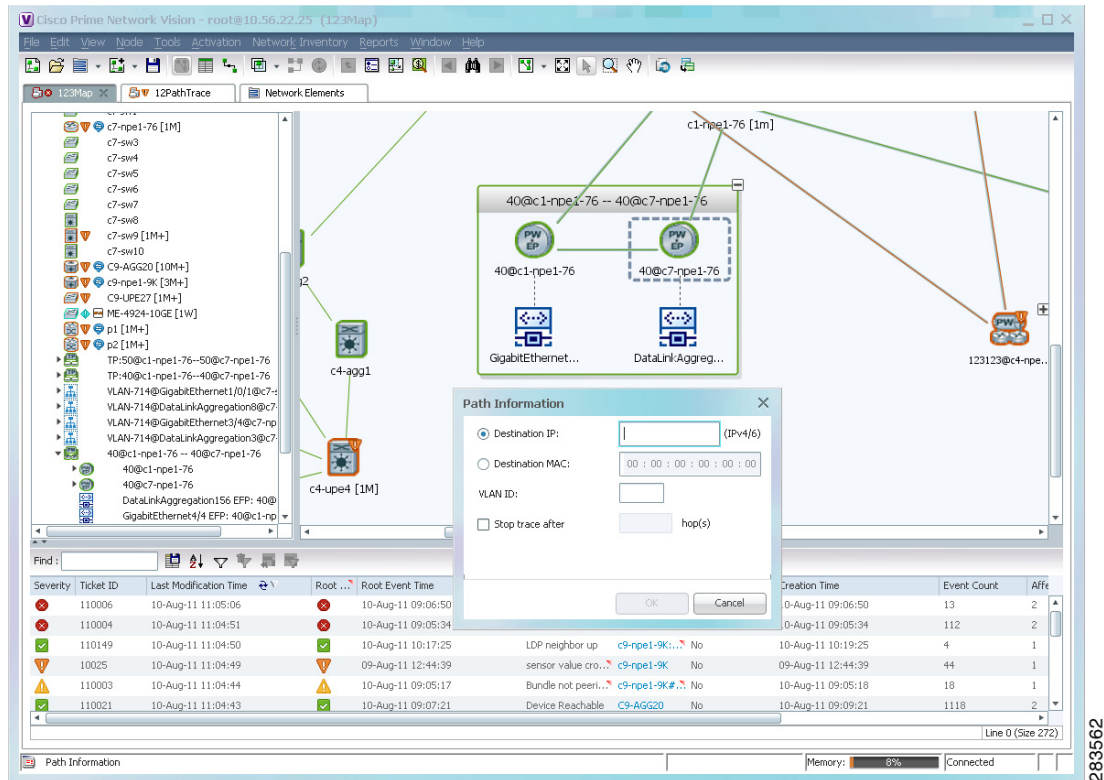 Cisco Prime Network Vision - root@10.56.22.25 (123Map)
File Edit View Node Tools Activation Network Inventory Reports Window Help
123Map
12PathTrace
Network Elements
c7-npe1-76 [1M]
c7-sw3
c7-sw4
c7-sw5
c7-sw6
c7-sw7
c7-sw8
c7-sw9 [1M+]
c7-sw10
C9-AGG20 [10M+]
c9-npe1-9K [3M+]
C9-UPE27 [1M+]
ME-4924-10GE [1W]
p1 [1M+]
p2 [1M+]
TP:50@c1-npe1-76--50@c7-npe1-76
TP:40@c1-npe1-76--40@c7-npe1-76
VLAN-714@GigabitEthernet1/0/1@c7-
VLAN-714@DataLinkAggregation8@c7-
VLAN-714@GigabitEthernet3/4@c7-np
VLAN-714@DataLinkAggregation3@c7-
40@c1-npe1-76 -- 40@c7-npe1-76
40@c1-npe1-76
40@c7-npe1-76
DataLinkAggregation156 EFP: 40@
GigabitEthernet4/4 EFP: 40@c1-np
c1-npe1-76 [1m]
40@c1-npe1-76 -- 40@c7-npe1-76
PW EP
PW EP
40@c1-npe1-76
40@c7-npe1-76
GigabitEthernet...
DataLinkAggreg...
c4-agg1
c4-upe4 [1M]
PW
123123@c4-npe..
Path Information
Destination IP: (IPv4/6)
Destination MAC: 00 : 00 : 00 : 00 : 00 : 00
VLAN ID:
Stop trace after hop(s)
OK Cancel
Find :
Severity Ticket ID Last Modification Time Root ... Root Event Time Creation Time Event Count Affe
110006 10-Aug-11 11:05:06 10-Aug-11 09:06:50 0-Aug-11 09:06:50 13 2
110004 10-Aug-11 11:04:51 10-Aug-11 09:05:34 0-Aug-11 09:05:34 112 2
110149 10-Aug-11 11:04:50 10-Aug-11 10:17:25 LDP neighbor up c9-npe1-9K:... No 10-Aug-11 10:19:25 4 1
10025 10-Aug-11 11:04:49 09-Aug-11 12:44:39 sensor value cro... c9-npe1-9K No 09-Aug-11 12:44:39 44 1
110003 10-Aug-11 11:04:44 10-Aug-11 09:05:17 Bundle not peeri... c9-npe1-9K#... No 10-Aug-11 09:05:18 18 1
110021 10-Aug-11 11:04:43 10-Aug-11 09:07:21 Device Reachable C9-AGG20 No 10-Aug-11 09:09:21 1118 2
Line 0 (Size 272)
Path Information
Memory: 8% Connected
283562